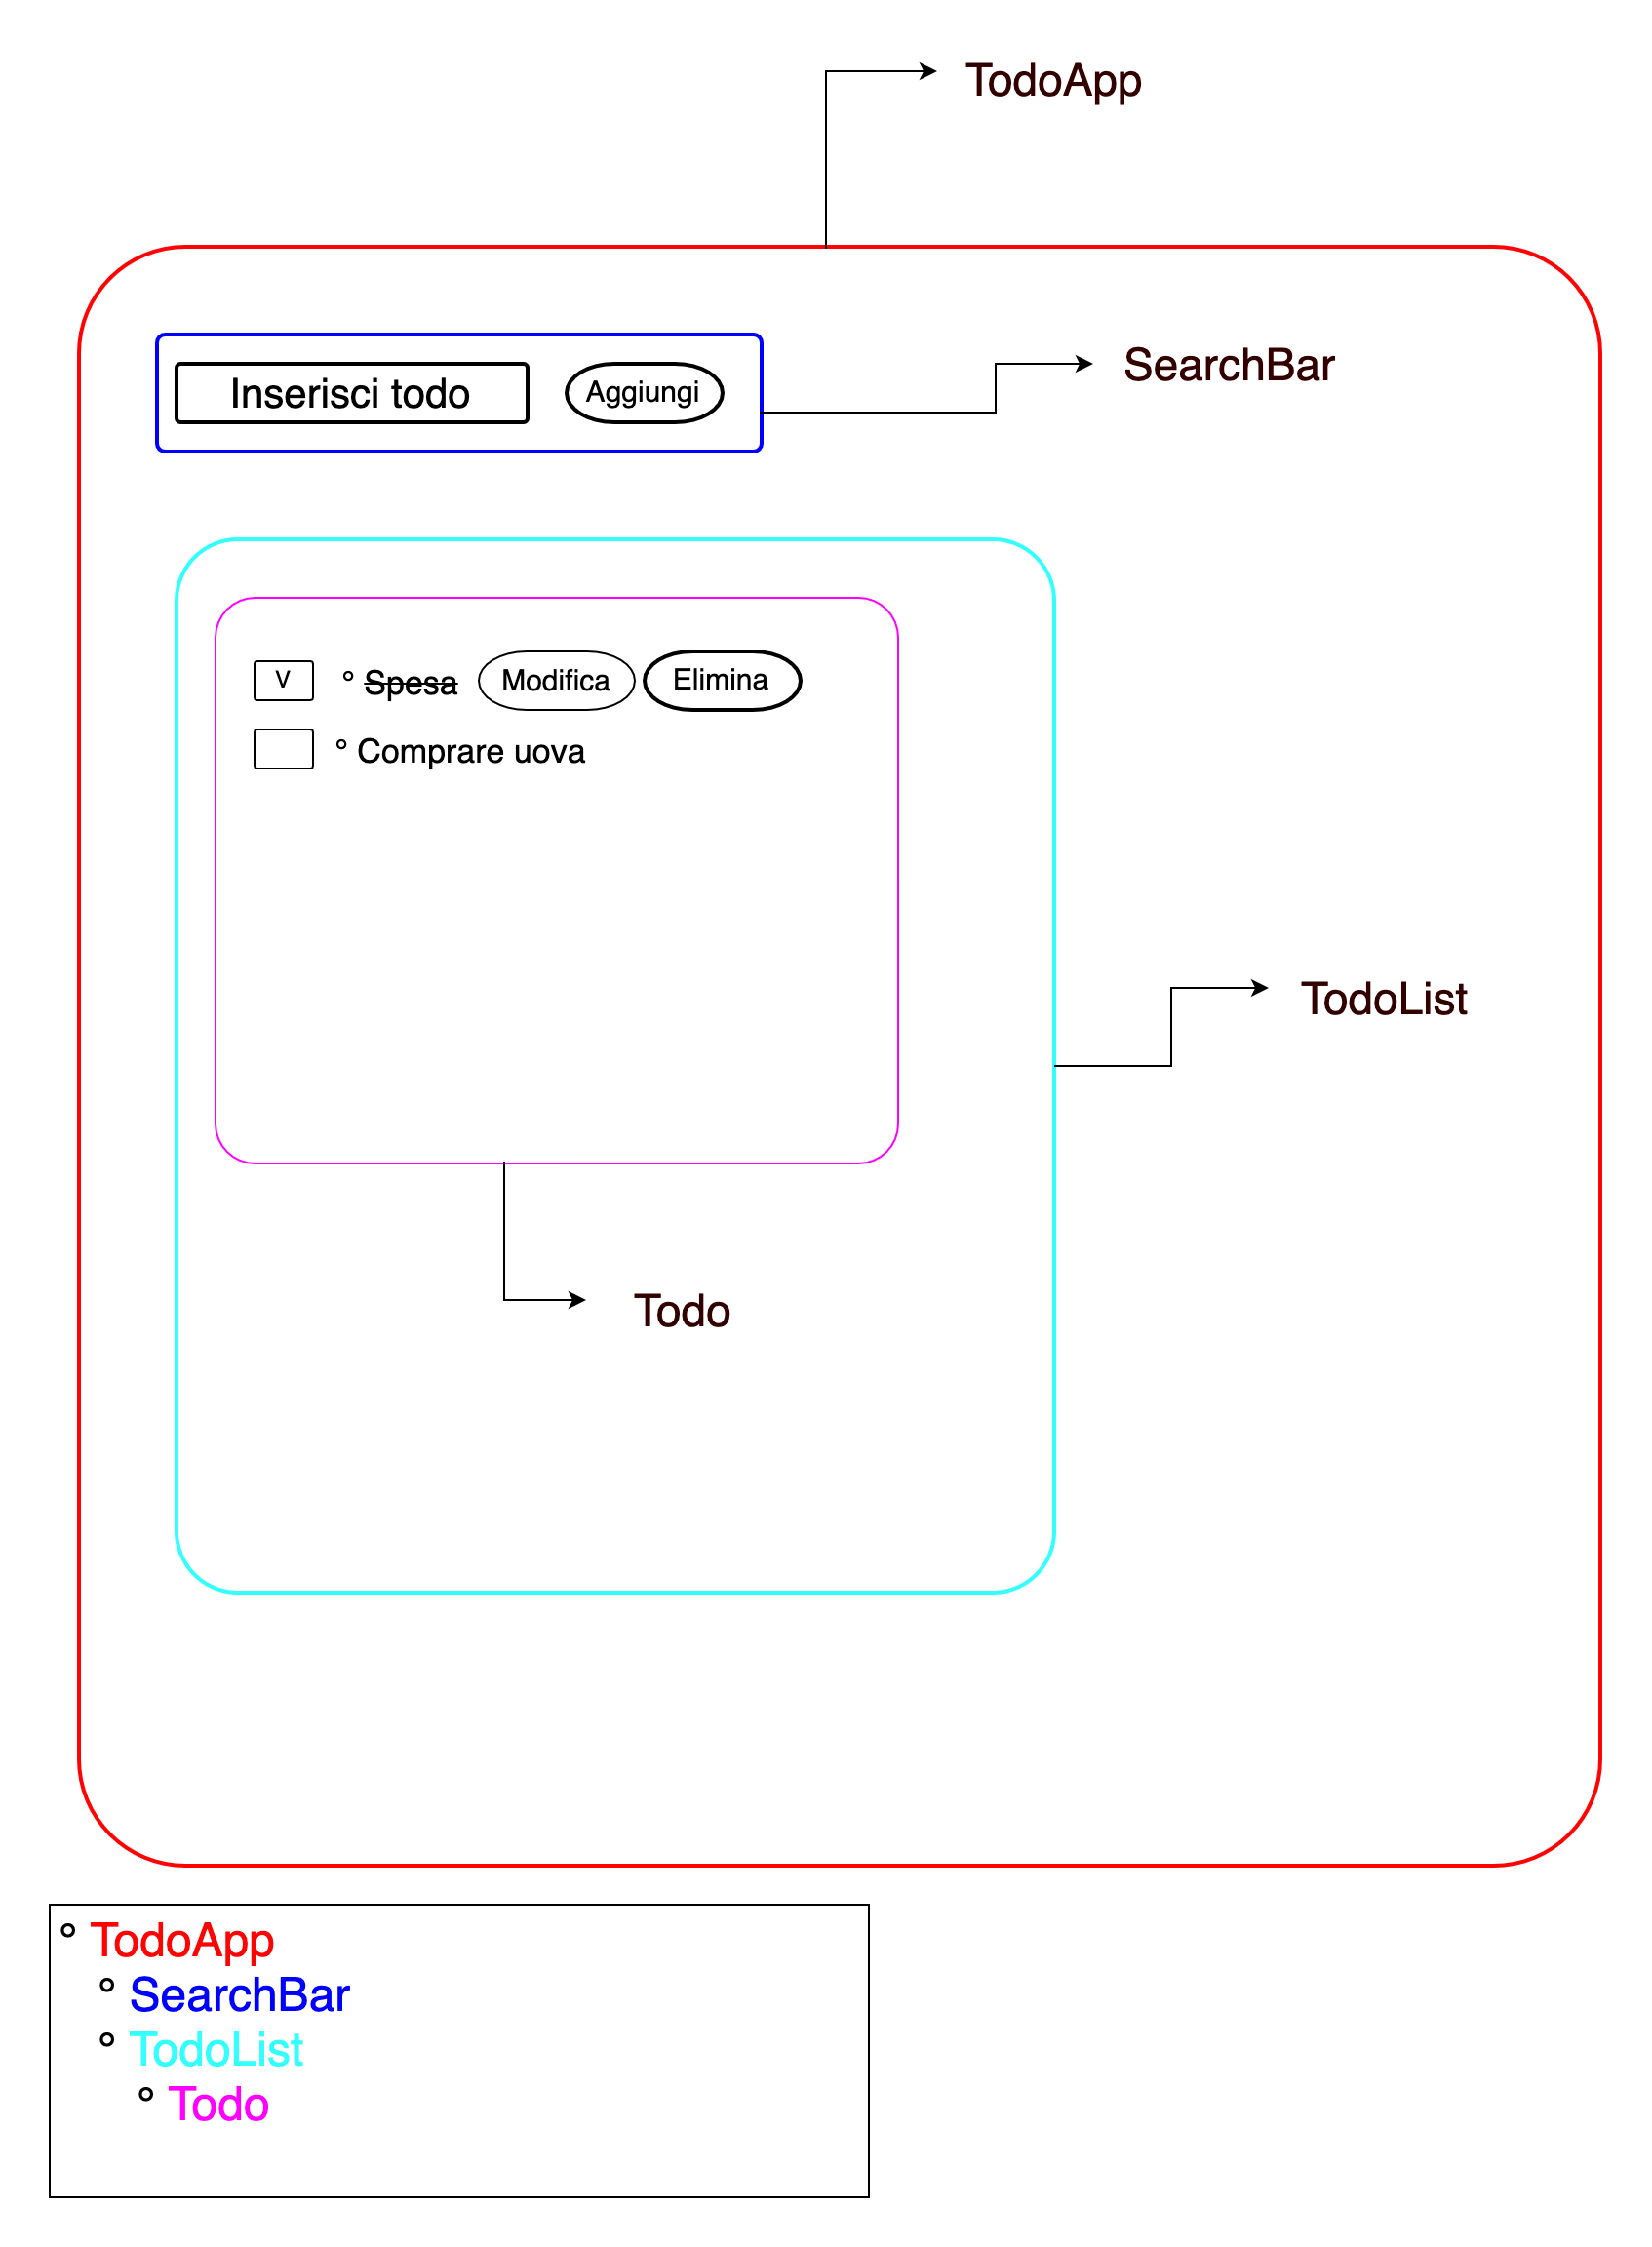 TodoApp
SearchBar
Inserisci todo Aggiungi
V ° Spesa Modifica Elimina
° Comprare uova
TodoList
Todo
° TodoApp
° SearchBar
° TodoList
° Todo